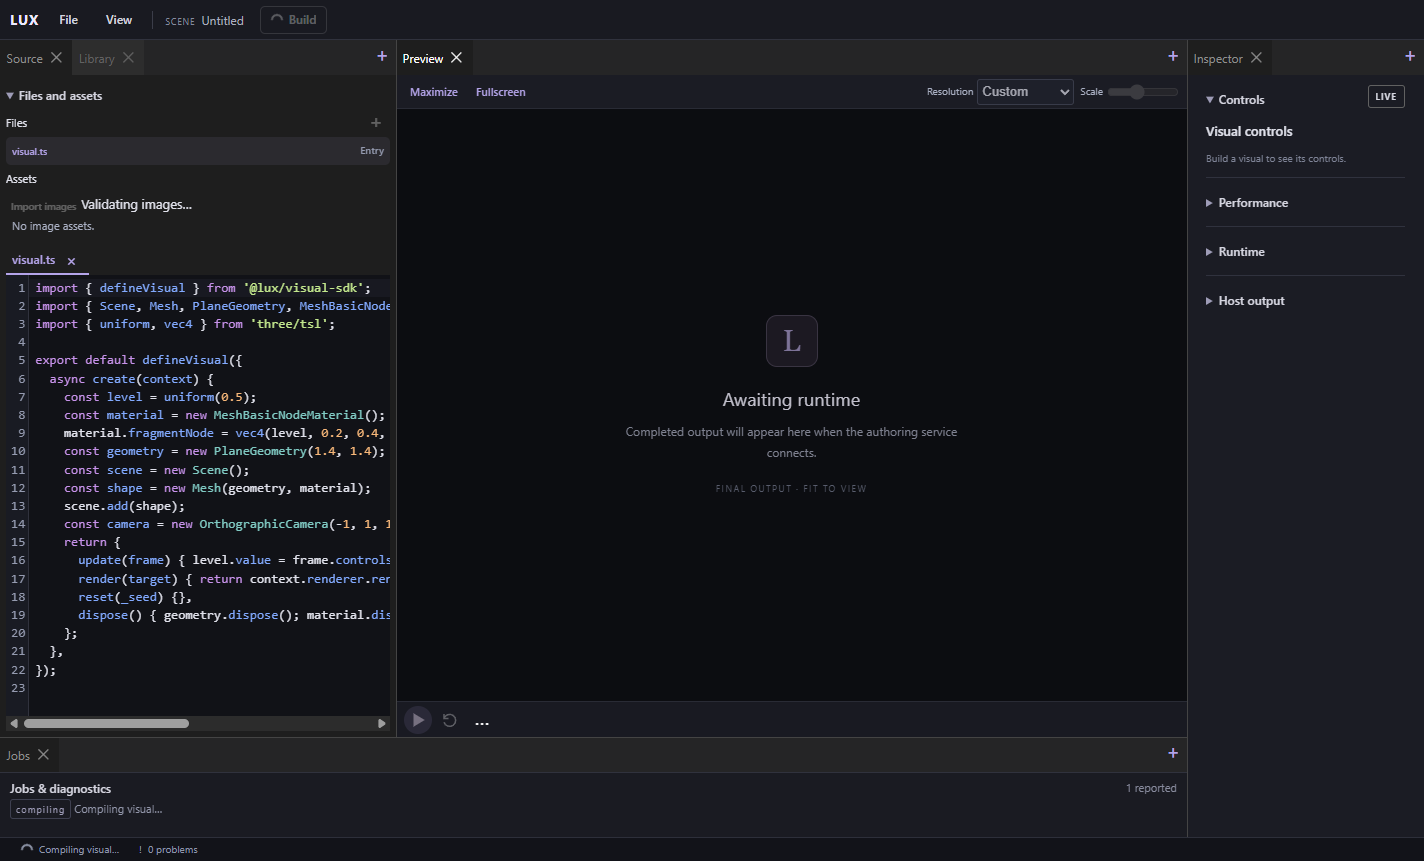 LUX File View SCENE Untitled Build
Source Library
Files and assets
Files
visual.ts Entry
Assets
Import images Validating images...
No image assets.
visual.ts
1 import { defineVisual } from '@lux/visual-sdk';
2 import { Scene, Mesh, PlaneGeometry, MeshBasicNode
3 import { uniform, vec4 } from 'three/tsl';
4
5 export default defineVisual({
6 async create(context) {
7 const level = uniform(0.5);
8 const material = new MeshBasicNodeMaterial();
9 material.fragmentNode = vec4(level, 0.2, 0.4,
10 const geometry = new PlaneGeometry(1.4, 1.4);
11 const scene = new Scene();
12 const shape = new Mesh(geometry, material);
13 scene.add(shape);
14 const camera = new OrthographicCamera(-1, 1, 1
15 return {
16 update(frame) { level.value = frame.controls
17 render(target) { return context.renderer.ren
18 reset(_seed) {},
19 dispose() { geometry.dispose(); material.dis
20 };
21 },
22 });
23
Preview
Maximize Fullscreen Resolution Custom Scale
L
Awaiting runtime
Completed output will appear here when the authoring service
connects.
FINAL OUTPUT · FIT TO VIEW
...
Inspector
Controls LIVE
Visual controls
Build a visual to see its controls.
Performance
Runtime
Host output
Jobs
Jobs & diagnostics 1 reported
compiling Compiling visual...
Compiling visual... ! 0 problems